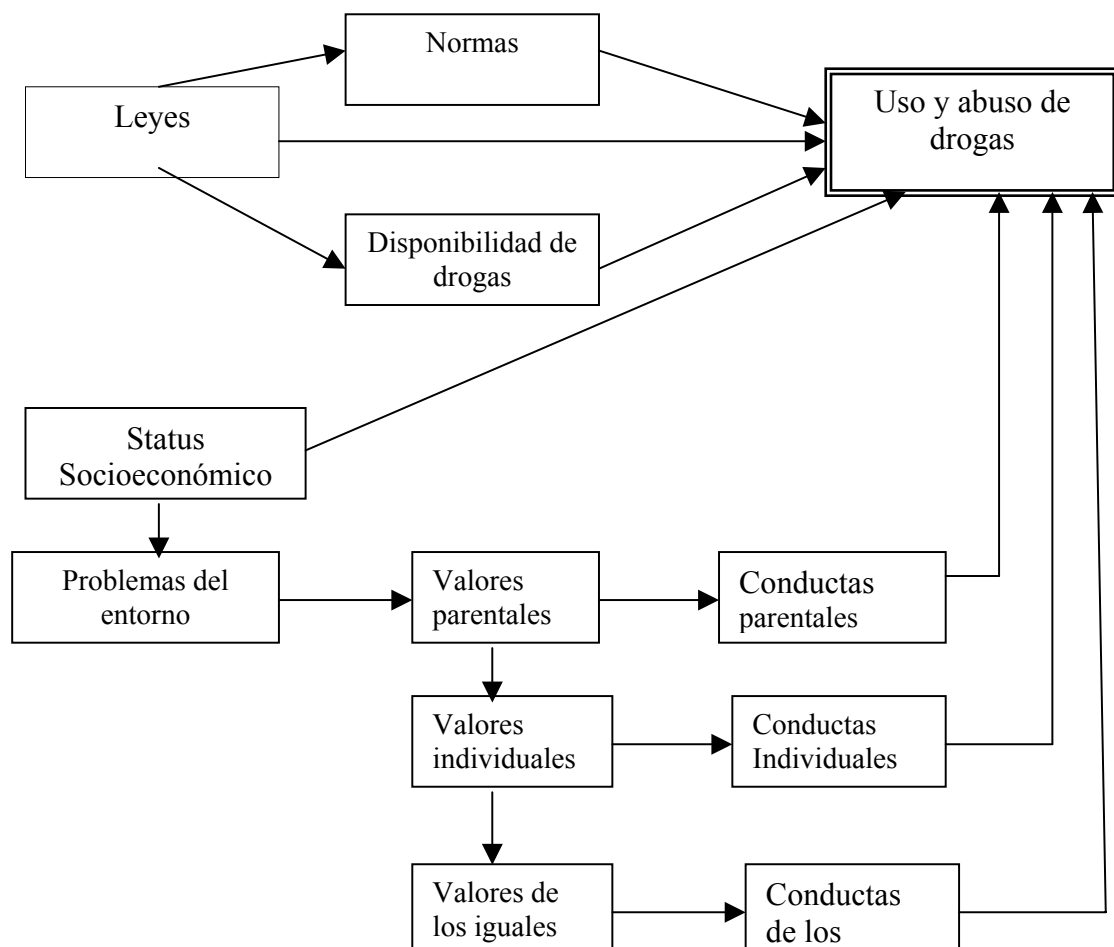 Normas
Uso y abuso de
drogas
Leyes
Disponibilidad de
drogas
Status
Socioeconómico
Problemas del
entorno
Valores
parentales
Conductas
parentales
Valores
individuales
Conductas
Individuales
Valores de
los iguales
Conductas
de los